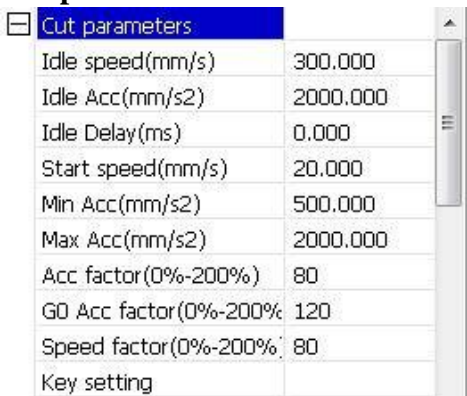 Cut parameters
Idle speed(mm/s) 300.000
Idle Acc(mm/s2) 2000.000
Idle Delay(ms) 0.000
Start speed(mm/s) 20.000
Min Acc(mm/s2) 500.000
Max Acc(mm/s2) 2000.000
Acc factor(0%-200%) 80
G0 Acc factor(0%-200% 120
Speed factor(0%-200%) 80
Key setting